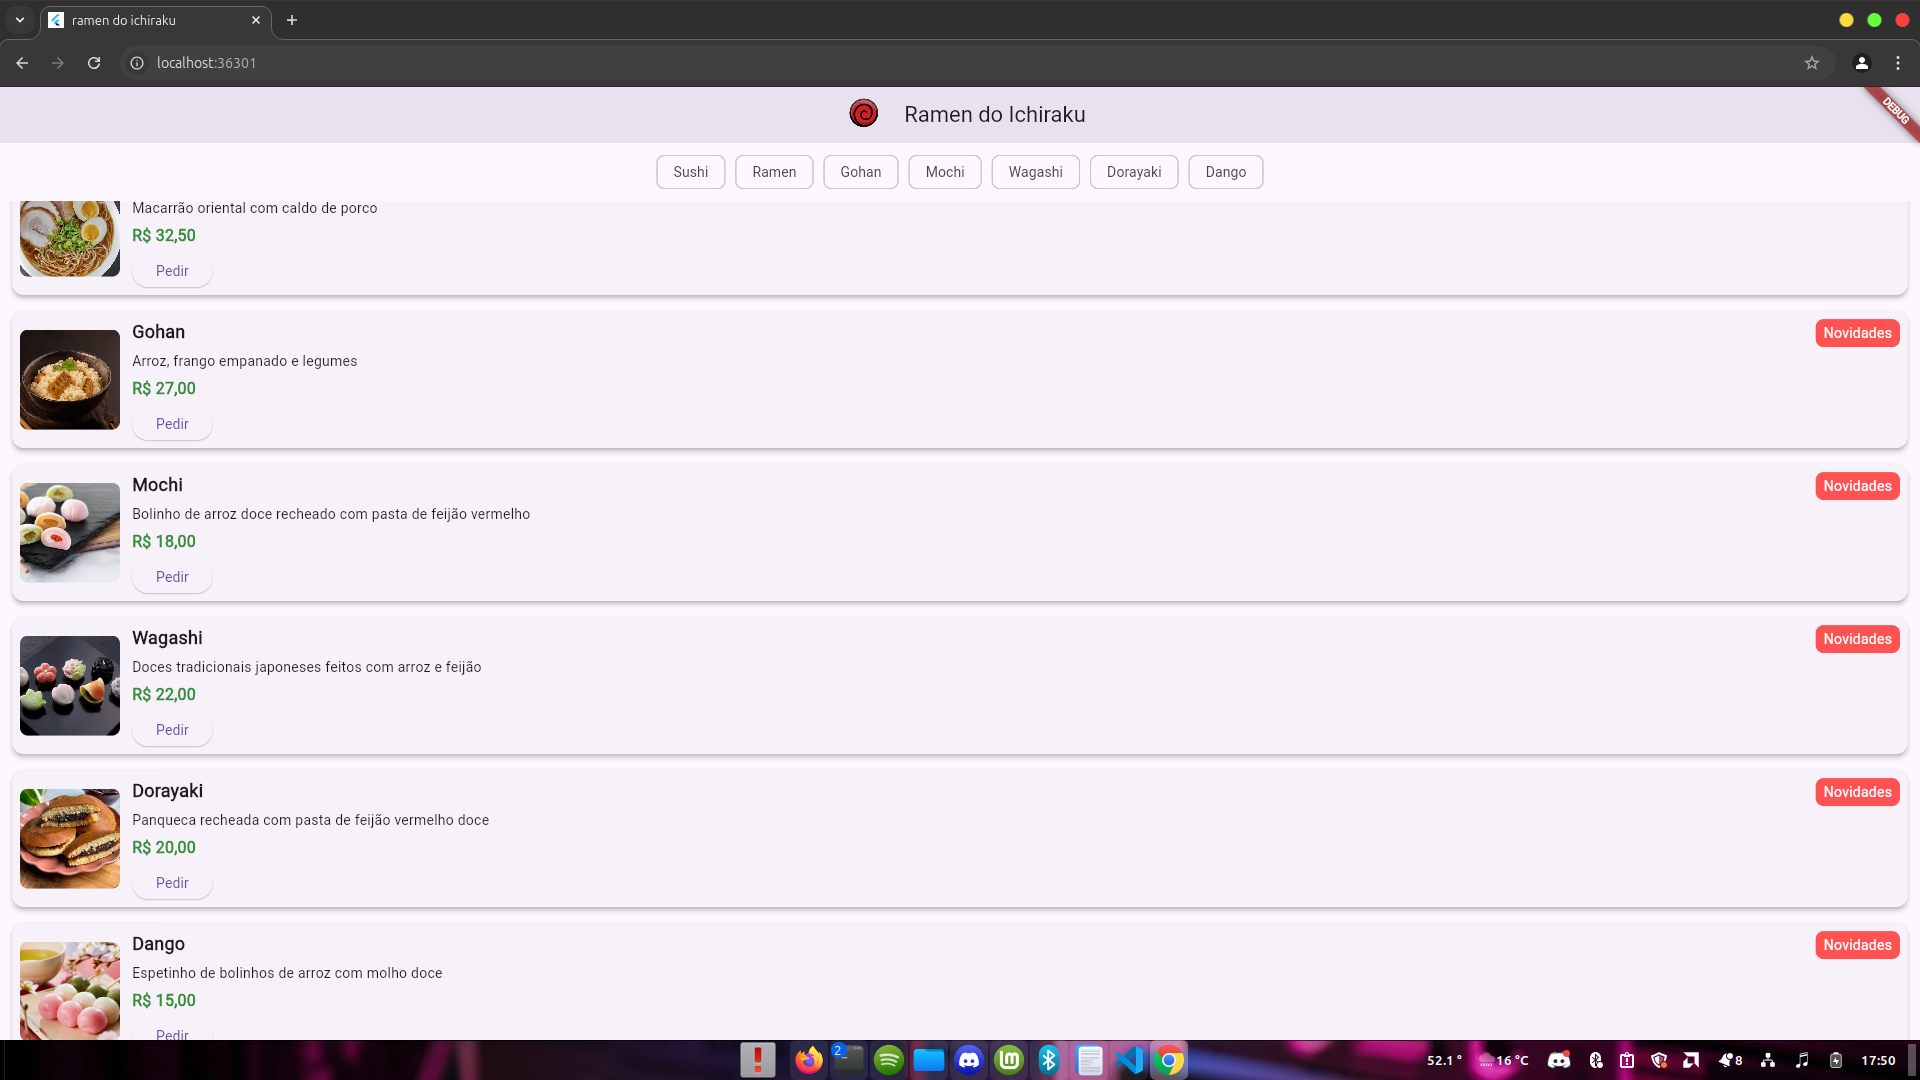 ramen do ichiraku
localhost:36301
Ramen do Ichiraku
DEBUG
Sushi
Ramen
Gohan
Mochi
Wagashi
Dorayaki
Dango
Macarrão oriental com caldo de porco
R$ 32,50
Pedir
Gohan
Novidades
Arroz, frango empanado e legumes
R$ 27,00
Pedir
Mochi
Novidades
Bolinho de arroz doce recheado com pasta de feijão vermelho
R$ 18,00
Pedir
Wagashi
Novidades
Doces tradicionais japoneses feitos com arroz e feijão
R$ 22,00
Pedir
Dorayaki
Novidades
Panqueca recheada com pasta de feijão vermelho doce
R$ 20,00
Pedir
Dango
Novidades
Espetinho de bolinhos de arroz com molho doce
R$ 15,00
Pedir
2
52.1 °
16 °C
8
17:50